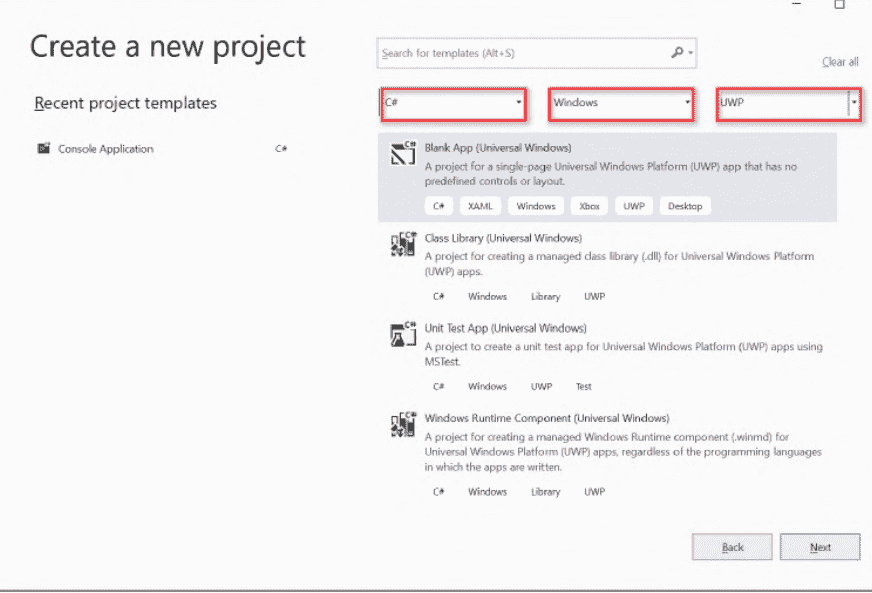 Create a new project
Search for templates (Alt+S)
Clear all
Recent project templates
C#
Windows
UWP
Console Application
C#
C#
Blank App (Universal Windows)
A project for a single-page Universal Windows Platform (UWP) app that has no
predefined controls or layout.
C#
XAML
Windows
Xbox
UWP
Desktop
C#
Class Library (Universal Windows)
A project for creating a managed class library (.dll) for Universal Windows Platform
(UWP) apps.
C#
Windows
Library
UWP
C#
Unit Test App (Universal Windows)
A project to create a unit test app for Universal Windows Platform (UWP) apps using
MSTest.
C#
Windows
UWP
Test
C#
Windows Runtime Component (Universal Windows)
A project for creating a managed Windows Runtime component (.winmd) for
Universal Windows Platform (UWP) apps, regardless of the programming languages
in which the apps are written.
C#
Windows
Library
UWP
Back
Next